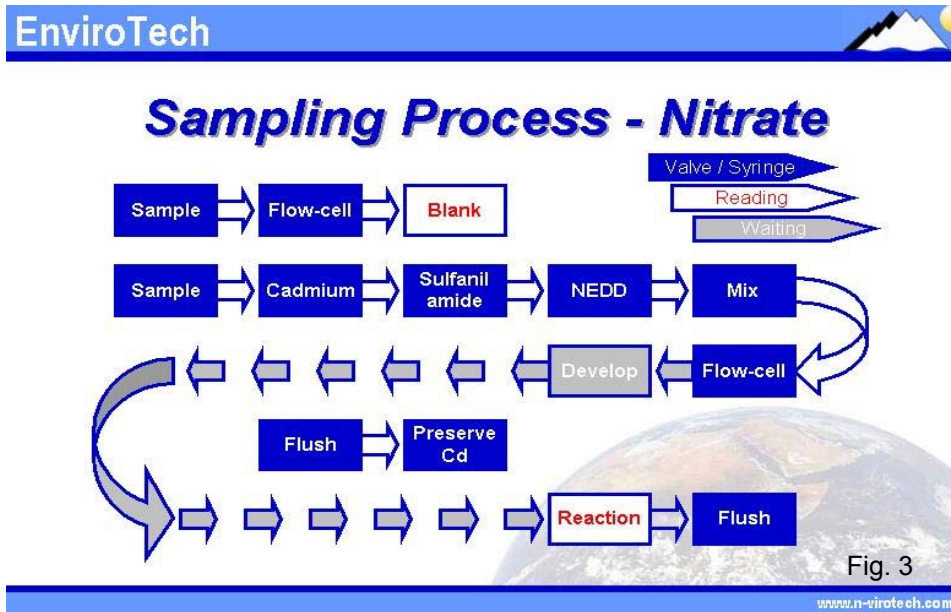 EnviroTech
Sampling Process - Nitrate
Valve / Syringe
Reading
Waiting
Sample
Flow-cell
Blank
Sample
Cadmium
Sulfanil
amide
NEDD
Mix
Develop
Flow-cell
Flush
Preserve
Cd
Reaction
Flush
Fig. 3
www.n-virotech.com